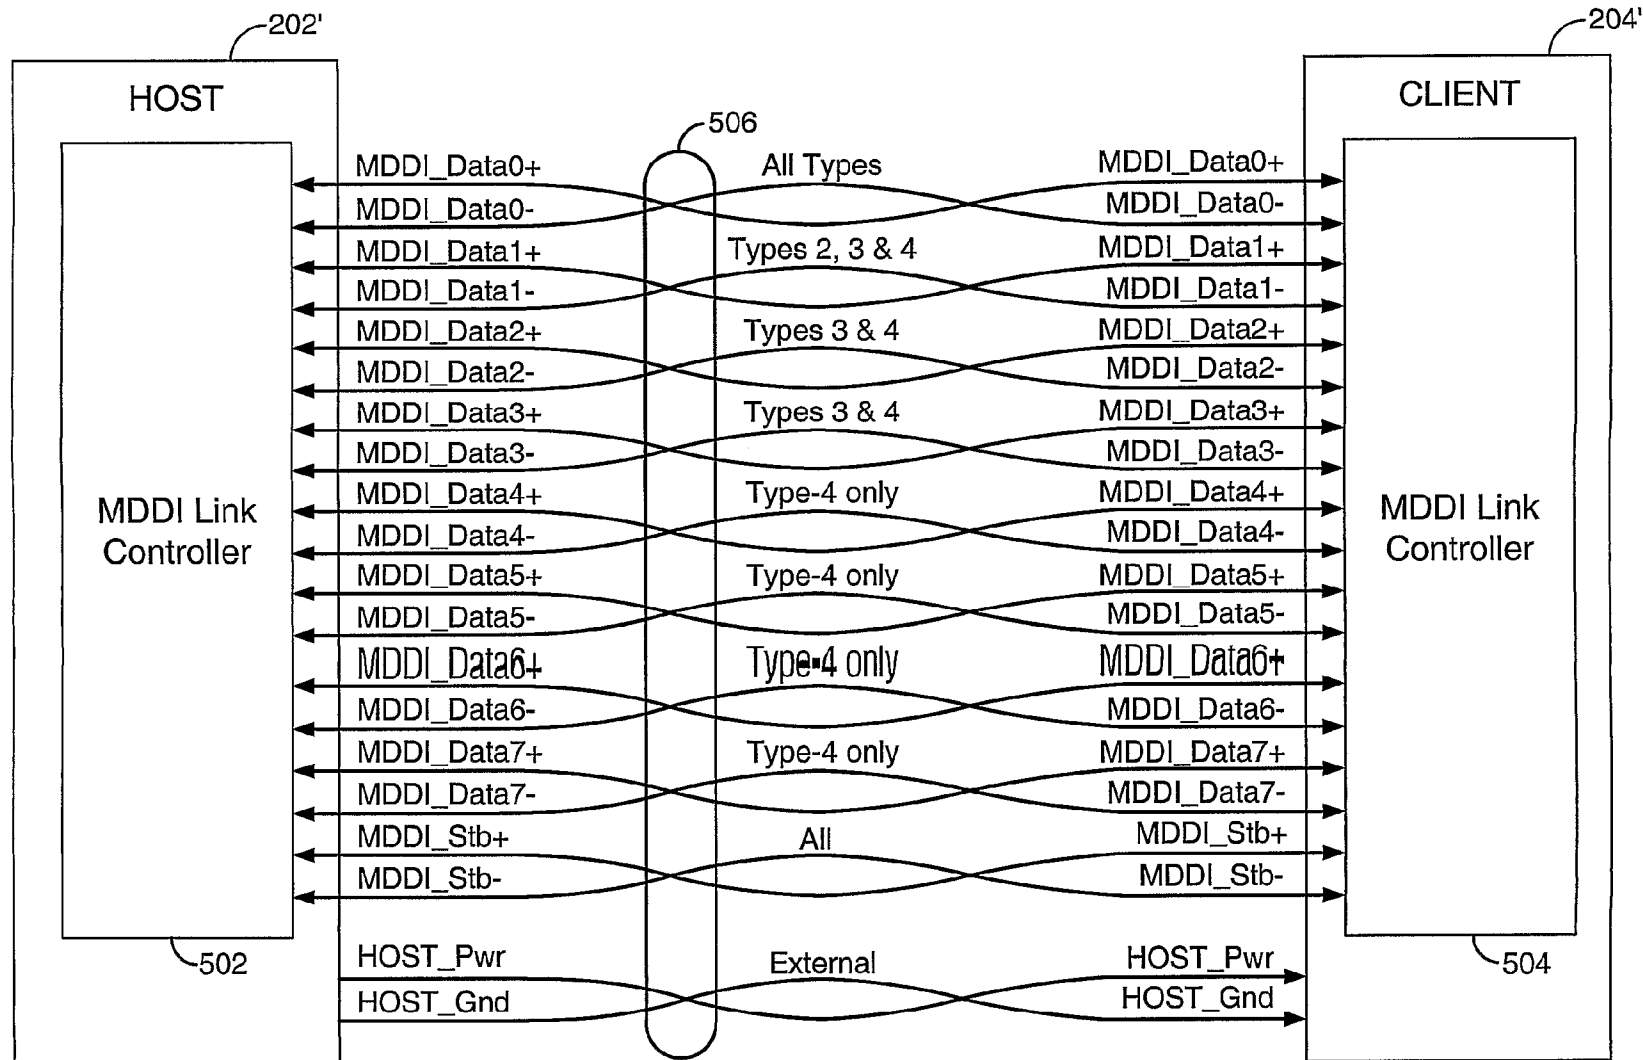 202'
204'
HOST
CLIENT
506
MDDI_Data0+ All Types MDDI_Data0+
MDDI_Data0- MDDI_Data0-
MDDI_Data1+ Types 2, 3 & 4 MDDI_Data1+
MDDI_Data1- MDDI_Data1-
MDDI_Data2+ Types 3 & 4 MDDI_Data2+
MDDI_Data2- MDDI_Data2-
MDDI_Data3+ Types 3 & 4 MDDI_Data3+
MDDI_Data3- MDDI_Data3-
MDDI_Data4+ Type-4 only MDDI_Data4+
MDDI Link
Controller
MDDI Link
Controller
MDDI_Data4- MDDI_Data4-
MDDI_Data5+ Type-4 only MDDI_Data5+
MDDI_Data5- MDDI_Data5-
MDDI_Data6+ Type-4 only MDDI_Data6+
MDDI_Data6- MDDI_Data6-
MDDI_Data7+ Type-4 only MDDI_Data7+
MDDI_Data7- MDDI_Data7-
MDDI_Stb+ All MDDI_Stb+
MDDI_Stb- MDDI_Stb-
502
504
HOST_Pwr External HOST_Pwr
HOST_Gnd HOST_Gnd